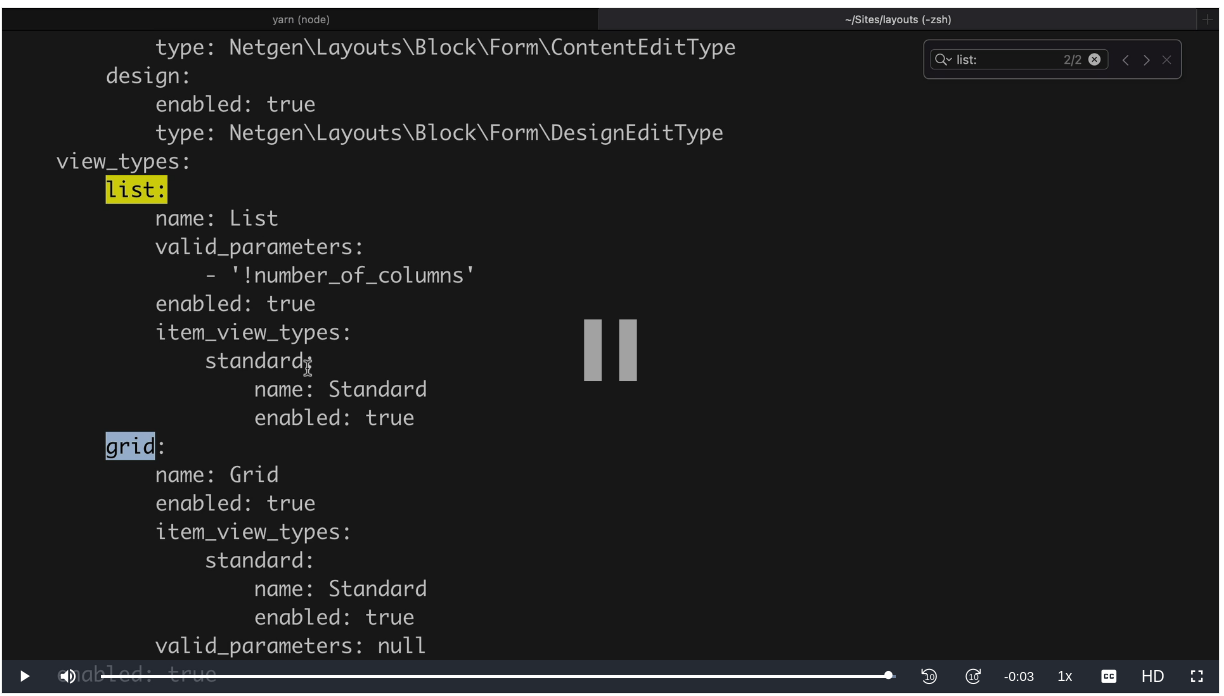 yarn (node)
~/Sites/layouts (-zsh)
type: Netgen\Layouts\Block\Form\ContentEditType
list:
2/2
design:
enabled: true
type: Netgen\Layouts\Block\Form\DesignEditType
view_types:
list:
name: List
valid_parameters:
- '!number_of_columns'
enabled: true
item_view_types:
standard:
name: Standard
enabled: true
grid:
name: Grid
enabled: true
item_view_types:
standard:
name: Standard
enabled: true
valid_parameters: null
enabled: true
10
10
-0:03
1x
CC
HD